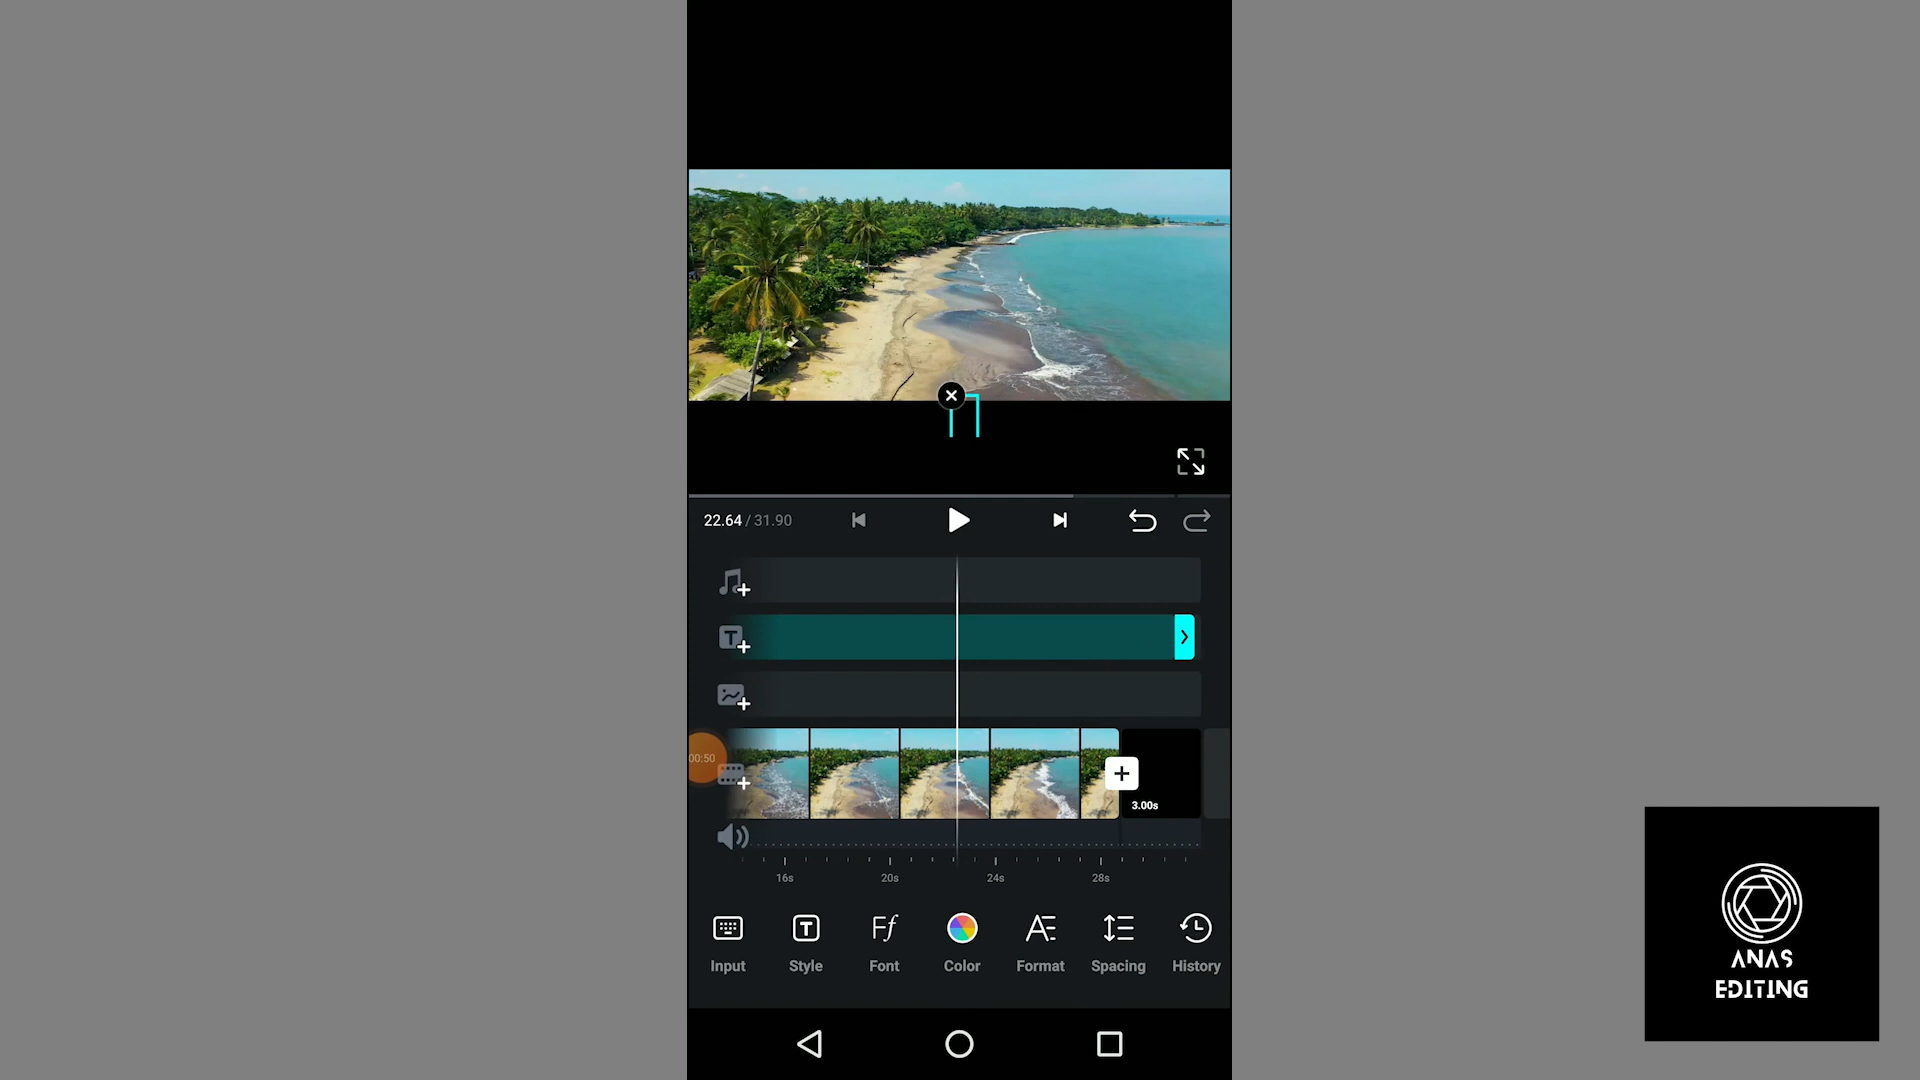 22.64 / 31.90
00:50
3.00s
16s 20s 24s 28s
Input Style Font Color Format Spacing History
ANAS
EDITING